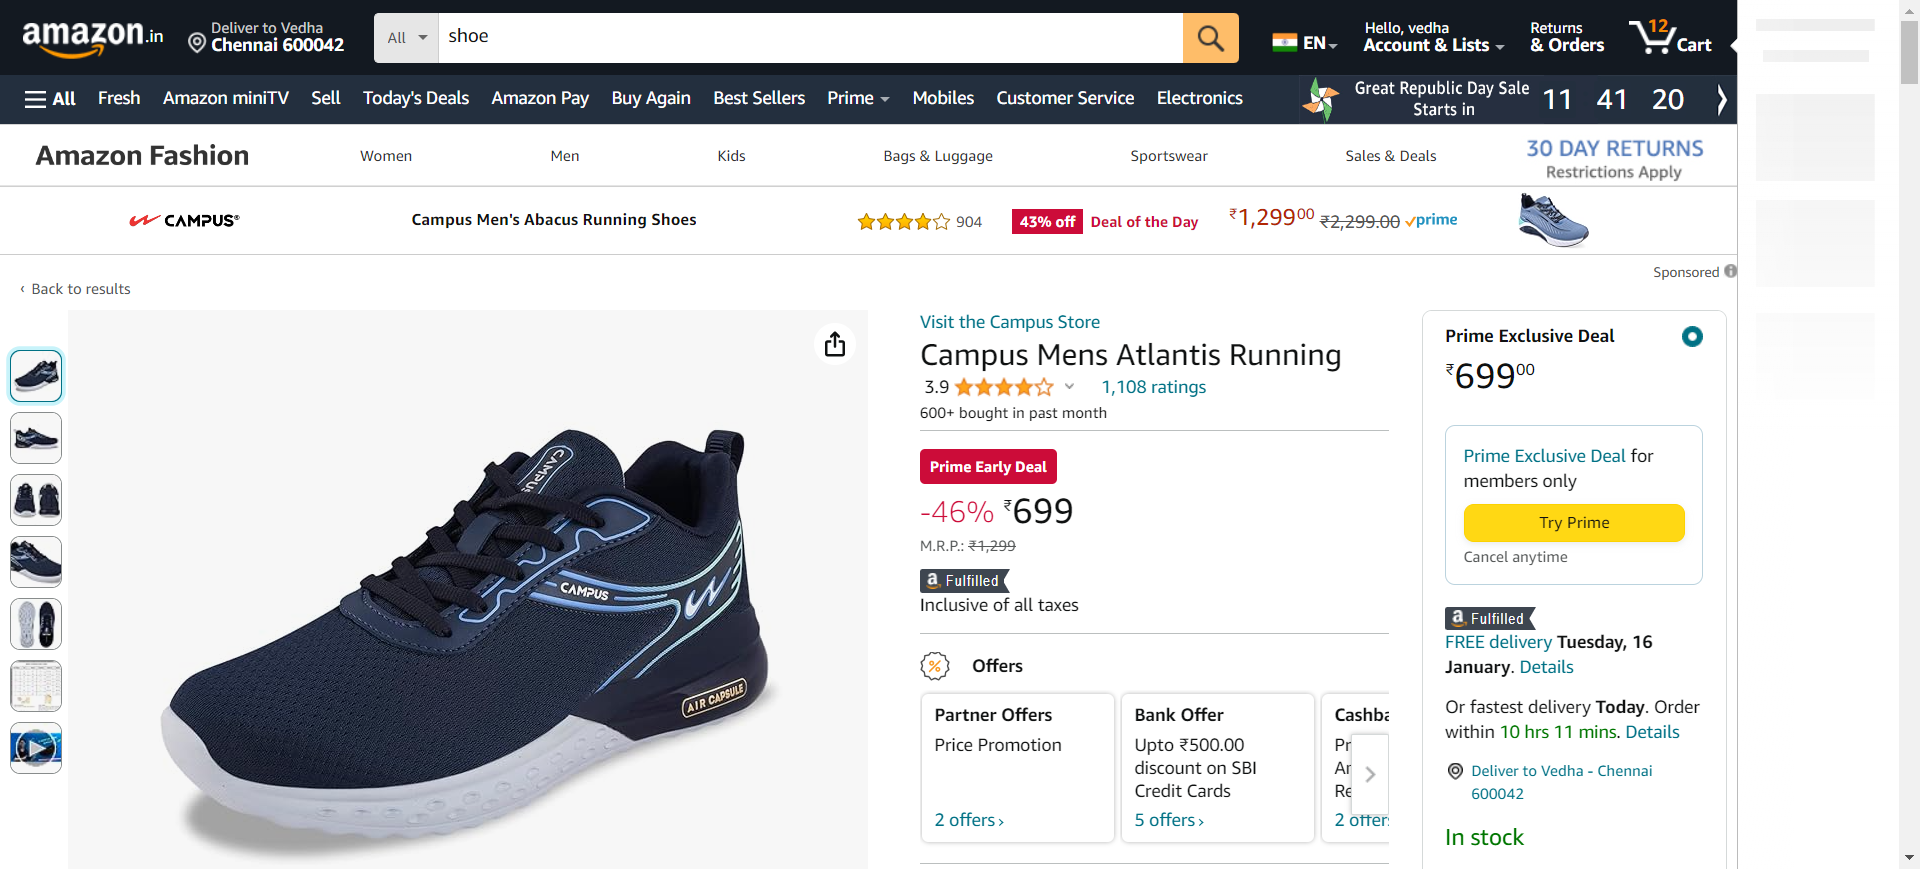 amazon.in
Deliver to Vedha
Chennai 600042
All
shoe
EN
Hello, vedha
Account & Lists
Returns
& Orders
12
Cart
All
Fresh
Amazon miniTV
Sell
Today's Deals
Amazon Pay
Buy Again
Best Sellers
Prime
Mobiles
Customer Service
Electronics
Great Republic Day Sale
Starts in
11 41 20
Amazon Fashion
Women
Men
Kids
Bags & Luggage
Sportswear
Sales & Deals
30 DAY RETURNS
Restrictions Apply
CAMPUS®
Campus Men's Abacus Running Shoes
904
43% off
Deal of the Day
₹1,29900
₹2,299.00
prime
Sponsored
‹ Back to results
CAMPUS
CAMPUS
AIR CAPSULE
Visit the Campus Store
Campus Mens Atlantis Running
3.9
1,108 ratings
600+ bought in past month
Prime Early Deal
-46% ₹699
M.R.P.: ₹1,299
a Fulfilled
Inclusive of all taxes
Offers
Partner Offers
Price Promotion
2 offers ›
Bank Offer
Upto ₹500.00
discount on SBI
Credit Cards
5 offers ›
Cashba
Pr
Ar
Re
2 offers
Prime Exclusive Deal
₹69900
Prime Exclusive Deal for
members only
Try Prime
Cancel anytime
a Fulfilled
FREE delivery Tuesday, 16
January. Details
Or fastest delivery Today. Order
within 10 hrs 11 mins. Details
Deliver to Vedha - Chennai
600042
In stock